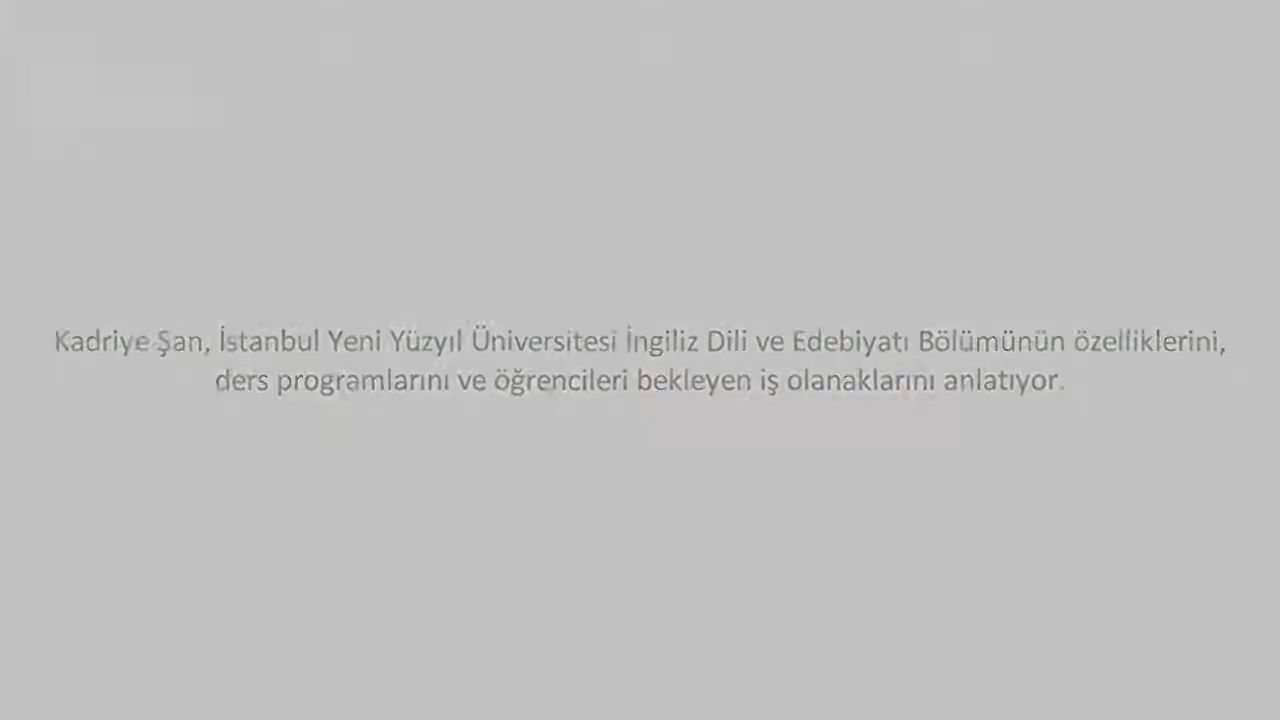 Kadriye Şan, İstanbul Yeni Yüzyıl Üniversitesi İngiliz Dili ve Edebiyatı Bölümünün özelliklerini,
ders programlarını ve öğrencileri bekleyen iş olanaklarını anlatıyor.